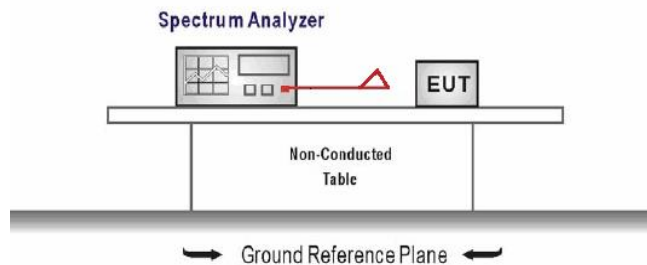 Spectrum Analyzer
EUT
Non-Conducted
Table
Ground Reference Plane